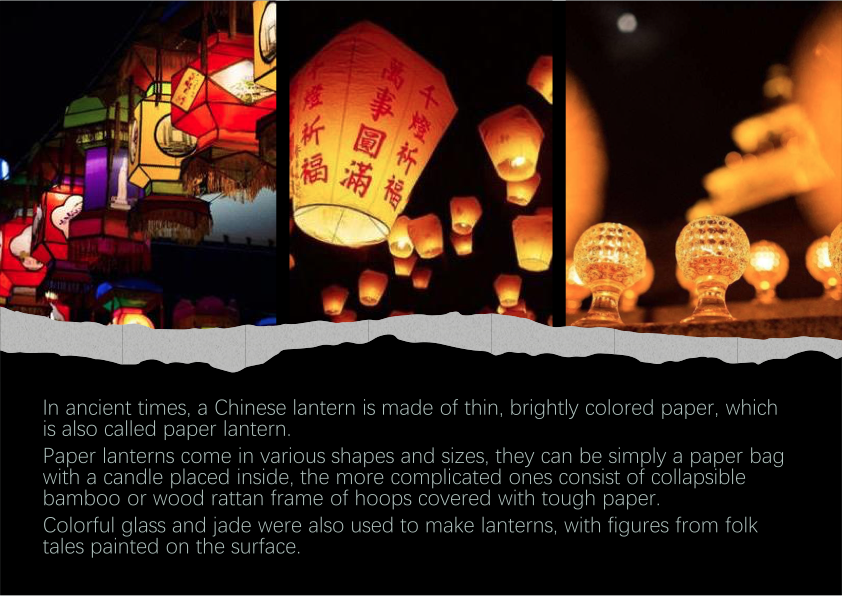 千燈祈福
萬事圓滿
千燈祈福
In ancient times, a Chinese lantern is made of thin, brightly colored paper, which
is also called paper lantern.
Paper lanterns come in various shapes and sizes, they can be simply a paper bag
with a candle placed inside, the more complicated ones consist of collapsible
bamboo or wood rattan frame of hoops covered with tough paper.
Colorful glass and jade were also used to make lanterns, with figures from folk
tales painted on the surface.